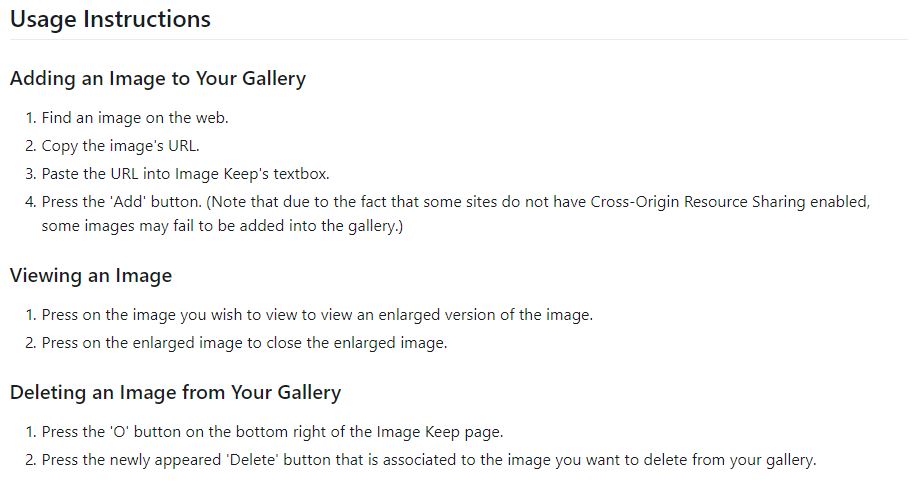 Usage Instructions
Adding an Image to Your Gallery
1. Find an image on the web.
2. Copy the image's URL.
3. Paste the URL into Image Keep's textbox.
4. Press the 'Add' button. (Note that due to the fact that some sites do not have Cross-Origin Resource Sharing enabled,
some images may fail to be added into the gallery.)
Viewing an Image
1. Press on the image you wish to view to view an enlarged version of the image.
2. Press on the enlarged image to close the enlarged image.
Deleting an Image from Your Gallery
1. Press the 'O' button on the bottom right of the Image Keep page.
2. Press the newly appeared 'Delete' button that is associated to the image you want to delete from your gallery.